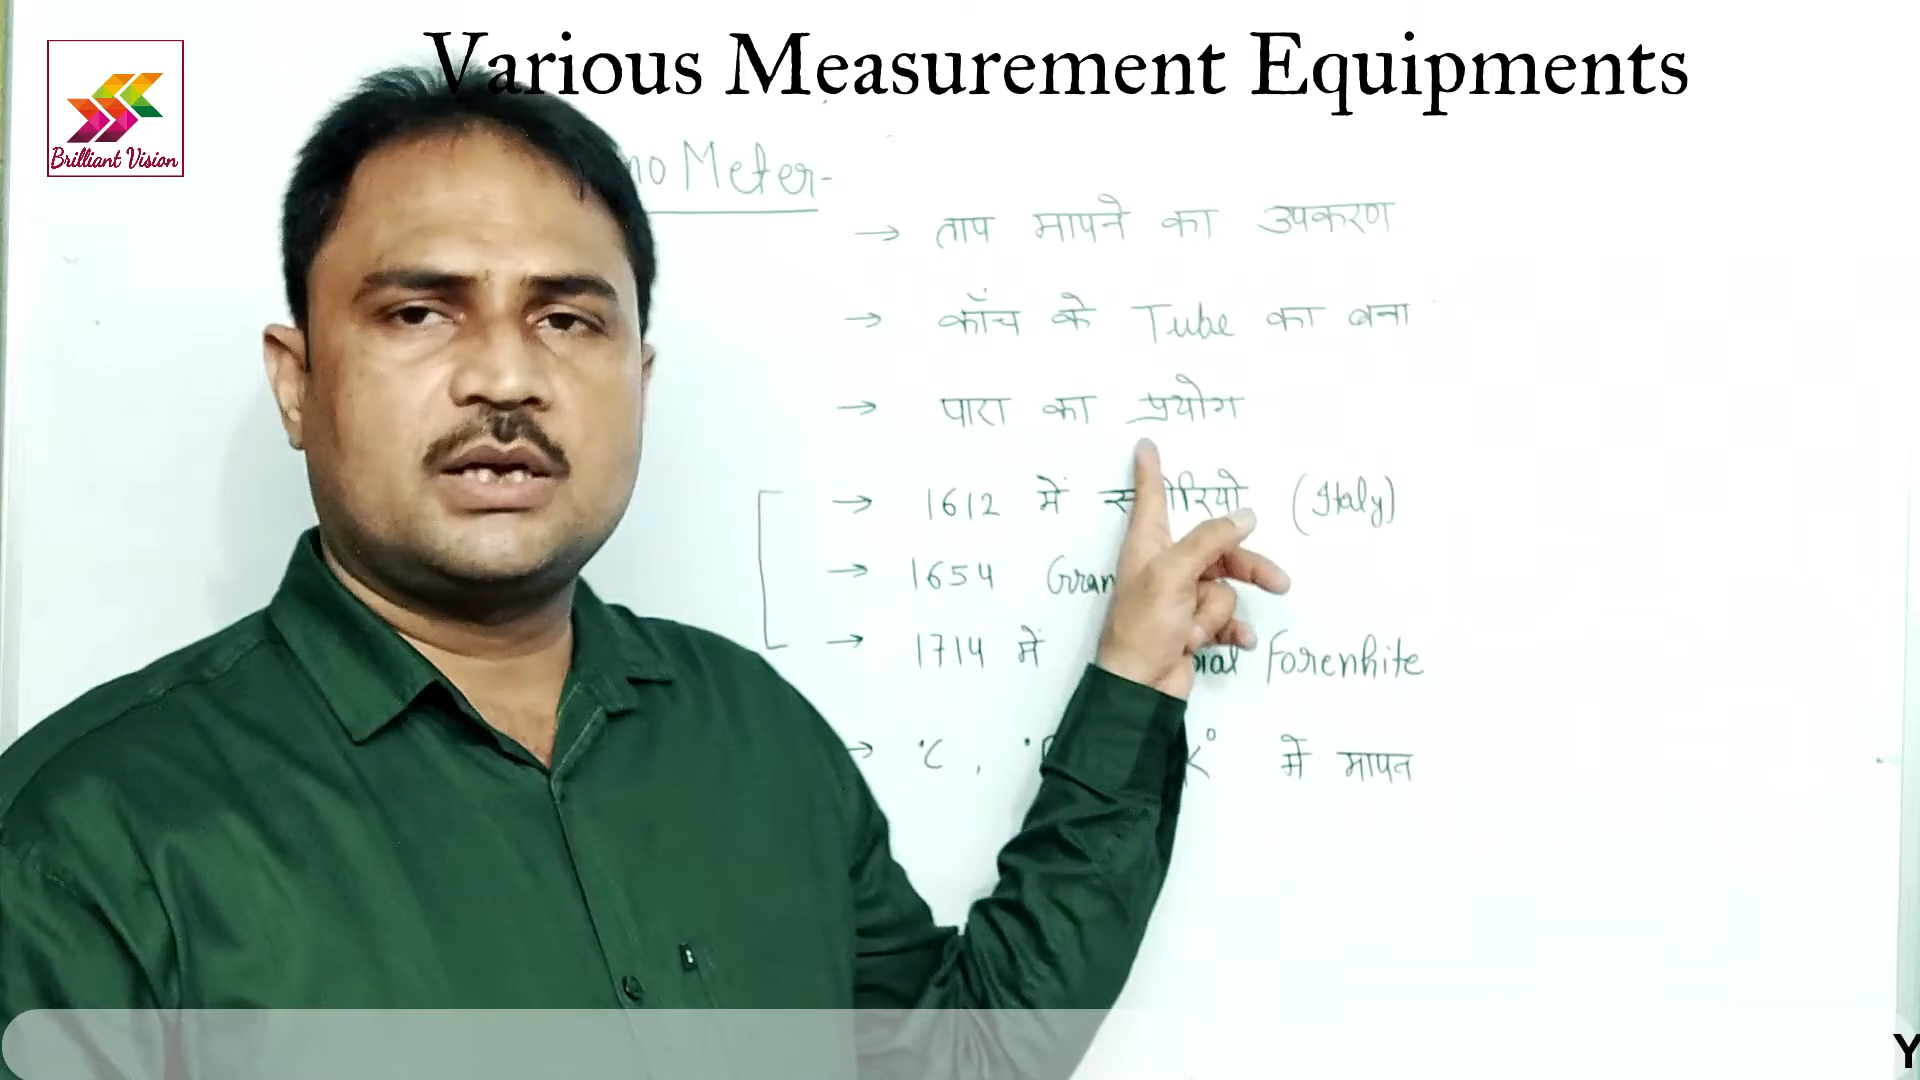 Various Measurement Equipments
Brilliant Vision
Meter-
→ ताप मापने का उपकरण
→ काँच के Tube का बना
→ पारा का प्रयोग
→ 1612 में (Italy)
→ 1654
→ 1714 में Forenhite
→ °C, K° में मापन
Y